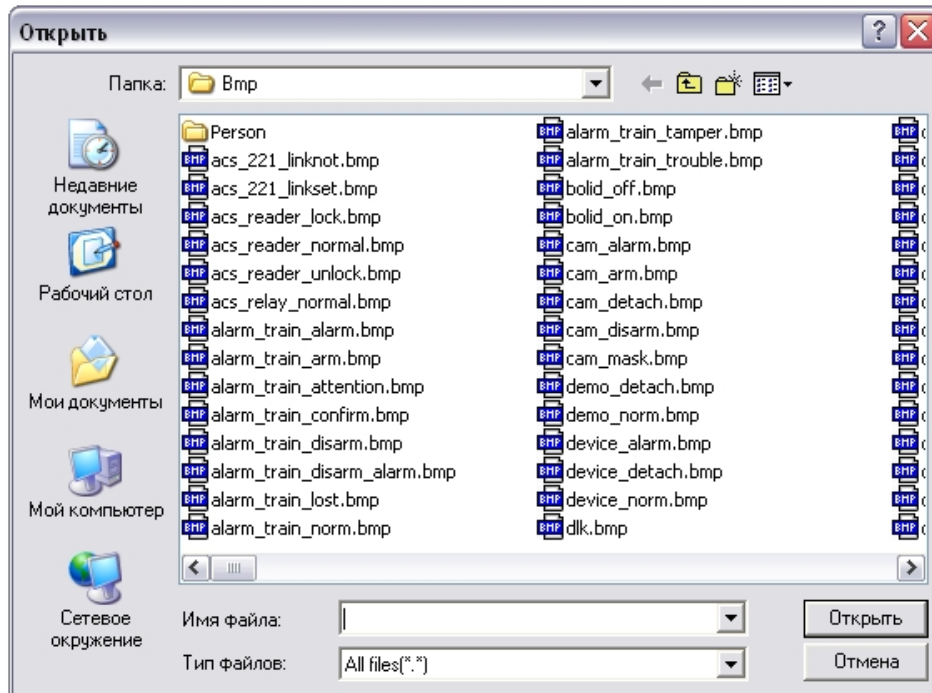 Открыть
Папка:
Bmp
Недавние
документы
Рабочий стол
Мои документы
Мой компьютер
Сетевое
окружение
Person
acs_221_linknot.bmp
acs_221_linkset.bmp
acs_reader_lock.bmp
acs_reader_normal.bmp
acs_reader_unlock.bmp
acs_relay_normal.bmp
alarm_train_alarm.bmp
alarm_train_arm.bmp
alarm_train_attention.bmp
alarm_train_confirm.bmp
alarm_train_disarm.bmp
alarm_train_disarm_alarm.bmp
alarm_train_lost.bmp
alarm_train_norm.bmp
alarm_train_tamper.bmp
alarm_train_trouble.bmp
bolid_off.bmp
bolid_on.bmp
cam_alarm.bmp
cam_arm.bmp
cam_detach.bmp
cam_disarm.bmp
cam_mask.bmp
demo_detach.bmp
demo_norm.bmp
device_alarm.bmp
device_detach.bmp
device_norm.bmp
dlk.bmp
Имя файла:
Открыть
Тип файлов:
All files(*.*)
Отмена